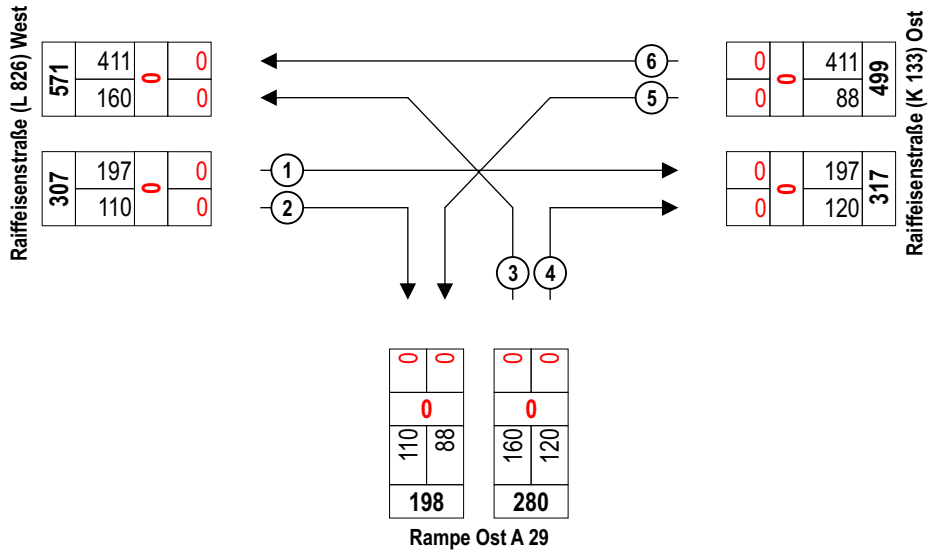 Raiffeisenstraße (L 826) West
571 411 0 0
160 0
307 197 0 0
110 0
6
5
1
2
3 4
0 0 411 499
0 88
0 0 197 317
0 120
Raiffeisenstraße (K 133) Ost
0 0 0 0
0 0
110 88 160 120
198 280
Rampe Ost A 29